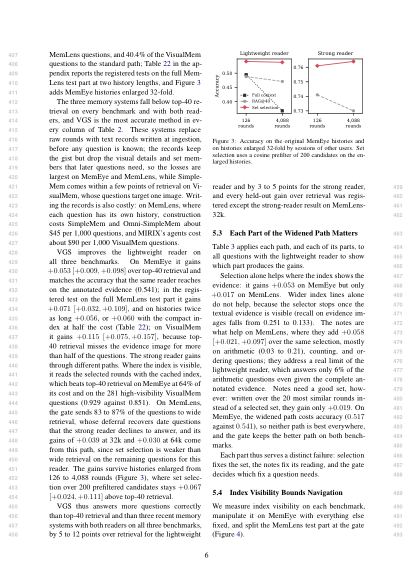 MemLens questions, and 40.4% of the VisualMem
questions to the standard path; Table 22 in the ap-
pendix reports the registered tests on the full Mem-
Lens test part at two history lengths, and Figure 3
adds MemEye histories enlarged 32-fold.
The three memory systems fall below top-40 re-
trieval on every benchmark and with both read-
ers, and VGS is the most accurate method in ev-
ery column of Table 2. These systems replace
raw rounds with text records written at ingestion,
before any question is known; the records keep
the gist but drop the visual details and set mem-
bers that later questions need, so the losses are
largest on MemEye and MemLens, while Simple-
Mem comes within a few points of retrieval on Vi-
sualMem, whose questions target one image. Writ-
ing the records is also costly: on MemLens, where
each question has its own history, construction
costs SimpleMem and Omni-SimpleMem about
$45 per 1,000 questions, and MIRIX's agents cost
about $90 per 1,000 VisualMem questions.
VGS improves the lightweight reader on
all three benchmarks. On MemEye it gains
+0.053 [+0.009, +0.098] over top-40 retrieval and
matches the accuracy that the same reader reaches
on the annotated evidence (0.541); in the regis-
tered test on the full MemLens test part it gains
+0.071 [+0.032, +0.109], and on histories twice
as long +0.056, or +0.060 with the compact in-
dex at half the cost (Table 22); on VisualMem
it gains +0.115 [+0.075, +0.157], because top-
40 retrieval misses the evidence image for more
than half of the questions. The strong reader gains
through different paths. Where the index is visible,
it reads the selected rounds with the cached index,
which beats top-40 retrieval on MemEye at 64% of
its cost and on the 281 high-visibility VisualMem
questions (0.929 against 0.851). On MemLens,
the gate sends 83 to 87% of the questions to wide
retrieval, whose deferral recovers date questions
that the strong reader declines to answer, and its
gains of +0.039 at 32k and +0.030 at 64k come
from this path, since set selection is weaker than
wide retrieval on the remaining questions for this
reader. The gains survive histories enlarged from
126 to 4,088 rounds (Figure 3), where set selec-
tion over 200 prefiltered candidates stays +0.067
[+0.024, +0.111] above top-40 retrieval.
VGS thus answers more questions correctly
than top-40 retrieval and than three recent memory
systems with both readers on all three benchmarks,
by 5 to 12 points over retrieval for the lightweight
Lightweight reader
Strong reader
Accuracy
0.50
0.45
0.40
0.76
0.75
0.74
0.73
Full context
RAG@40
Set selection
126
rounds
4,088
rounds
126
rounds
4,088
rounds
Figure 3: Accuracy on the original MemEye histories and
on histories enlarged 32-fold by sessions of other users. Set
selection uses a cosine prefilter of 200 candidates on the en-
larged histories.
reader and by 3 to 5 points for the strong reader,
and every held-out gain over retrieval was regis-
tered except the strong-reader result on MemLens-
32k.
5.3 Each Part of the Widened Path Matters
Table 3 applies each path, and each of its parts, to
all questions with the lightweight reader to show
which part produces the gains.
Selection alone helps where the index shows the
evidence: it gains +0.053 on MemEye but only
+0.017 on MemLens. Wider index lines alone
do not help, because the selector stops once the
textual evidence is visible (recall on evidence im-
ages falls from 0.251 to 0.133). The notes are
what help on MemLens, where they add +0.058
[+0.021, +0.097] over the same selection, mostly
on arithmetic (0.03 to 0.21), counting, and or-
dering questions; they address a real limit of the
lightweight reader, which answers only 6% of the
arithmetic questions even given the complete an-
notated evidence. Notes need a good set, how-
ever: written over the 20 most similar rounds in-
stead of a selected set, they gain only +0.019. On
MemEye, the widened path costs accuracy (0.517
against 0.541), so neither path is best everywhere,
and the gate keeps the better path on both bench-
marks.
Each part thus serves a distinct failure: selection
fixes the set, the notes fix its reading, and the gate
decides which fix a question needs.
5.4 Index Visibility Bounds Navigation
We measure index visibility on each benchmark,
manipulate it on MemEye with everything else
fixed, and split the MemLens test part at the gate
(Figure 4).
6